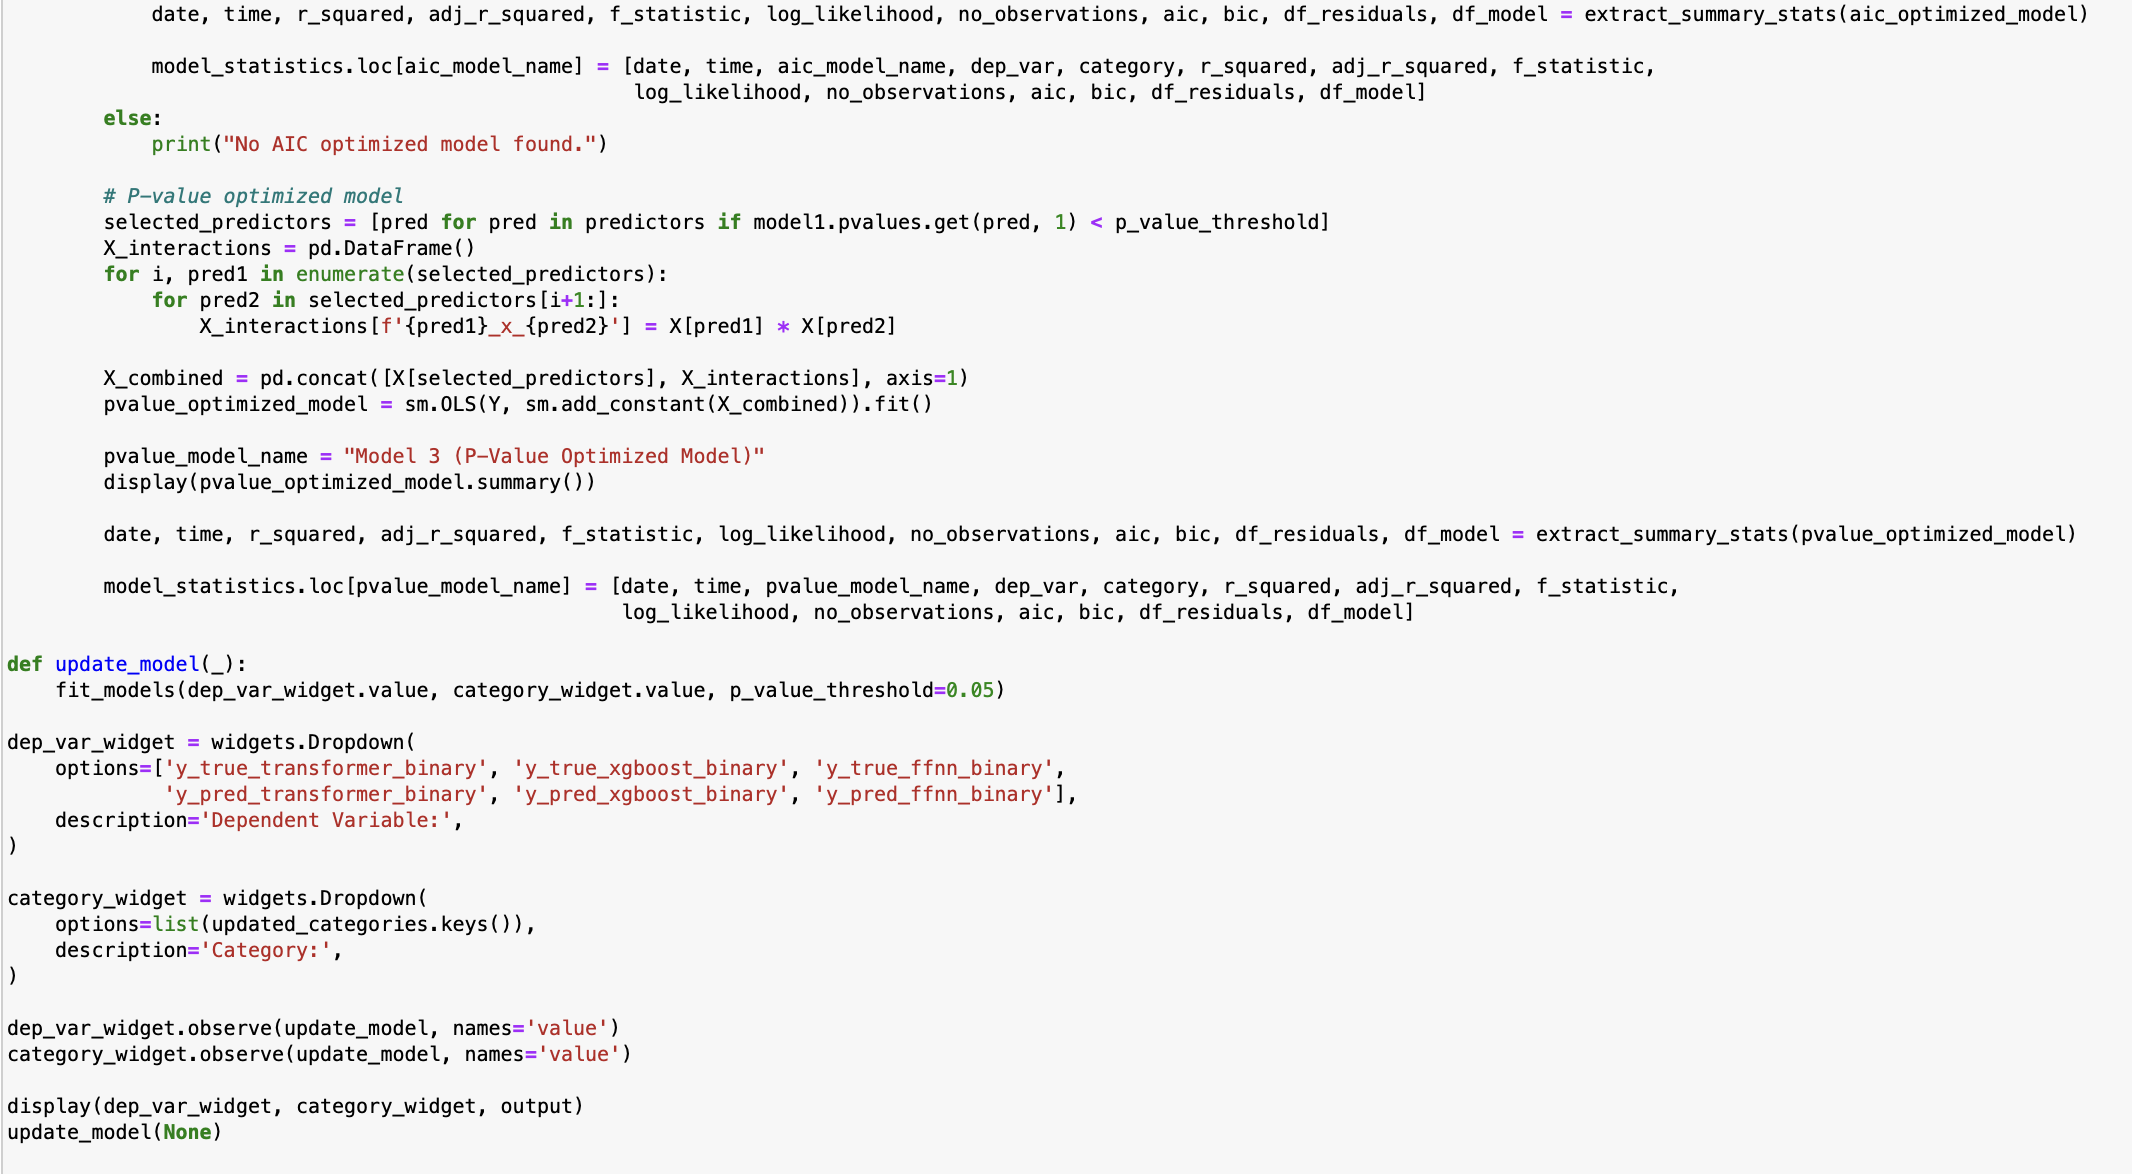 date, time, r_squared, adj_r_squared, f_statistic, log_likelihood, no_observations, aic, bic, df_residuals, df_model = extract_summary_stats(aic_optimized_model)

            model_statistics.loc[aic_model_name] = [date, time, aic_model_name, dep_var, category, r_squared, adj_r_squared, f_statistic,
                                                    log_likelihood, no_observations, aic, bic, df_residuals, df_model]
        else:
            print("No AIC optimized model found.")

        # P-value optimized model
        selected_predictors = [pred for pred in predictors if model1.pvalues.get(pred, 1) < p_value_threshold]
        X_interactions = pd.DataFrame()
        for i, pred1 in enumerate(selected_predictors):
            for pred2 in selected_predictors[i+1:]:
                X_interactions[f'{pred1}_x_{pred2}'] = X[pred1] * X[pred2]

        X_combined = pd.concat([X[selected_predictors], X_interactions], axis=1)
        pvalue_optimized_model = sm.OLS(Y, sm.add_constant(X_combined)).fit()

        pvalue_model_name = "Model 3 (P-Value Optimized Model)"
        display(pvalue_optimized_model.summary())

        date, time, r_squared, adj_r_squared, f_statistic, log_likelihood, no_observations, aic, bic, df_residuals, df_model = extract_summary_stats(pvalue_optimized_model)

        model_statistics.loc[pvalue_model_name] = [date, time, pvalue_model_name, dep_var, category, r_squared, adj_r_squared, f_statistic,
                                                   log_likelihood, no_observations, aic, bic, df_residuals, df_model]

def update_model(_):
    fit_models(dep_var_widget.value, category_widget.value, p_value_threshold=0.05)

dep_var_widget = widgets.Dropdown(
    options=['y_true_transformer_binary', 'y_true_xgboost_binary', 'y_true_ffnn_binary',
             'y_pred_transformer_binary', 'y_pred_xgboost_binary', 'y_pred_ffnn_binary'],
    description='Dependent Variable:',
)

category_widget = widgets.Dropdown(
    options=list(updated_categories.keys()),
    description='Category:',
)

dep_var_widget.observe(update_model, names='value')
category_widget.observe(update_model, names='value')

display(dep_var_widget, category_widget, output)
update_model(None)